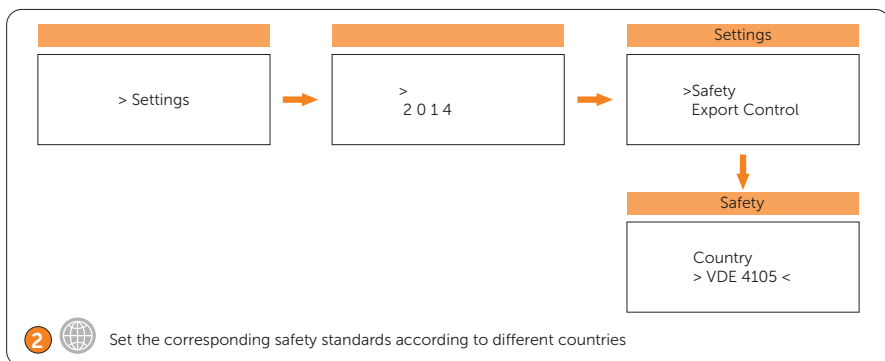 > Settings
>
2 0 1 4
Settings
>Safety
Export Control
Safety
Country
> VDE 4105 <
2 Set the corresponding safety standards according to different countries